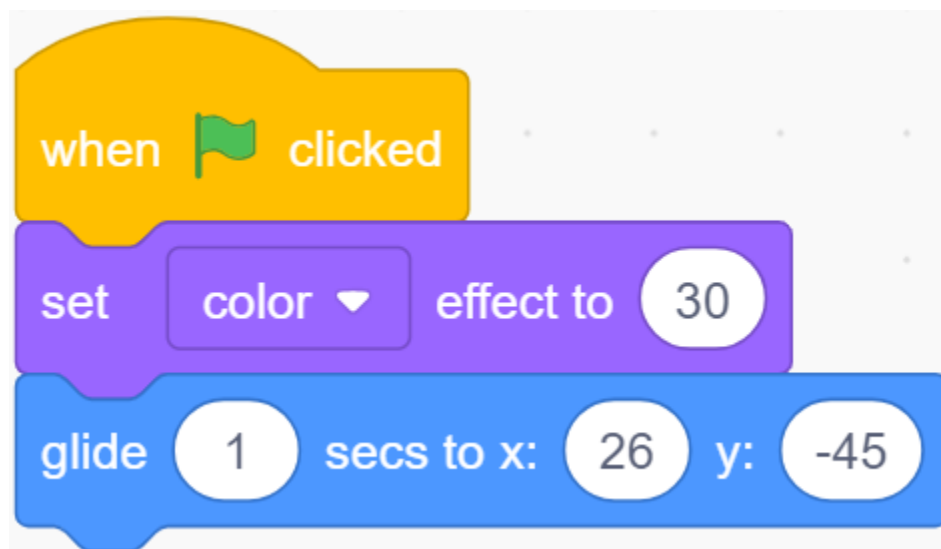 when clicked
set color effect to 30
glide 1 secs to x: 26 y: -45